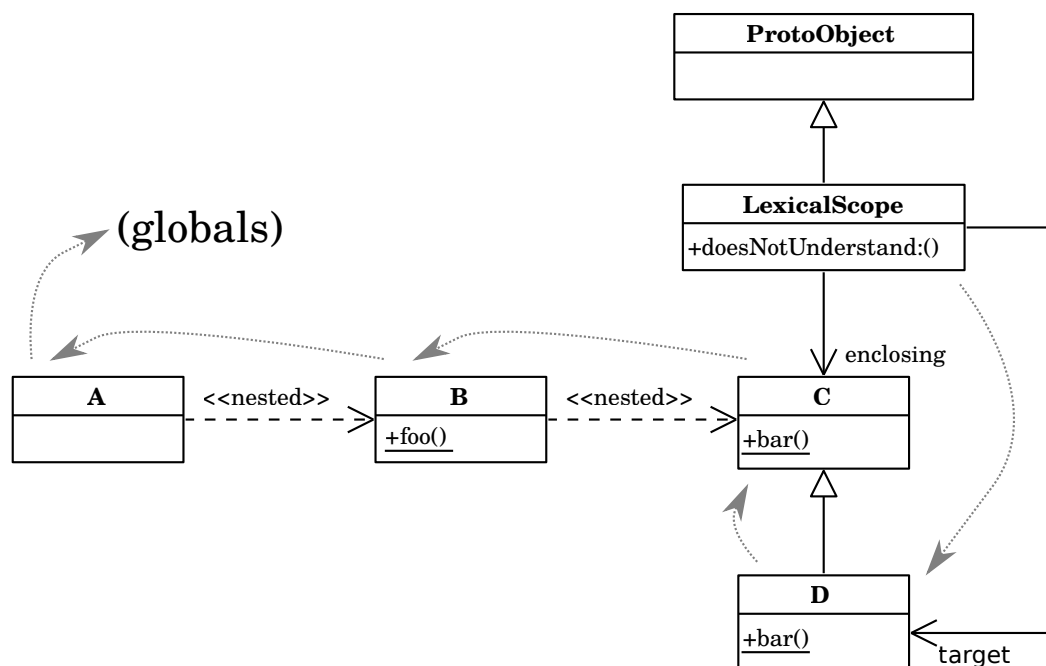 ProtoObject
LexicalScope
+doesNotUnderstand:()
(globals)
enclosing
A
<<nested>>
B
+foo()
<<nested>>
C
+bar()
D
+bar()
target